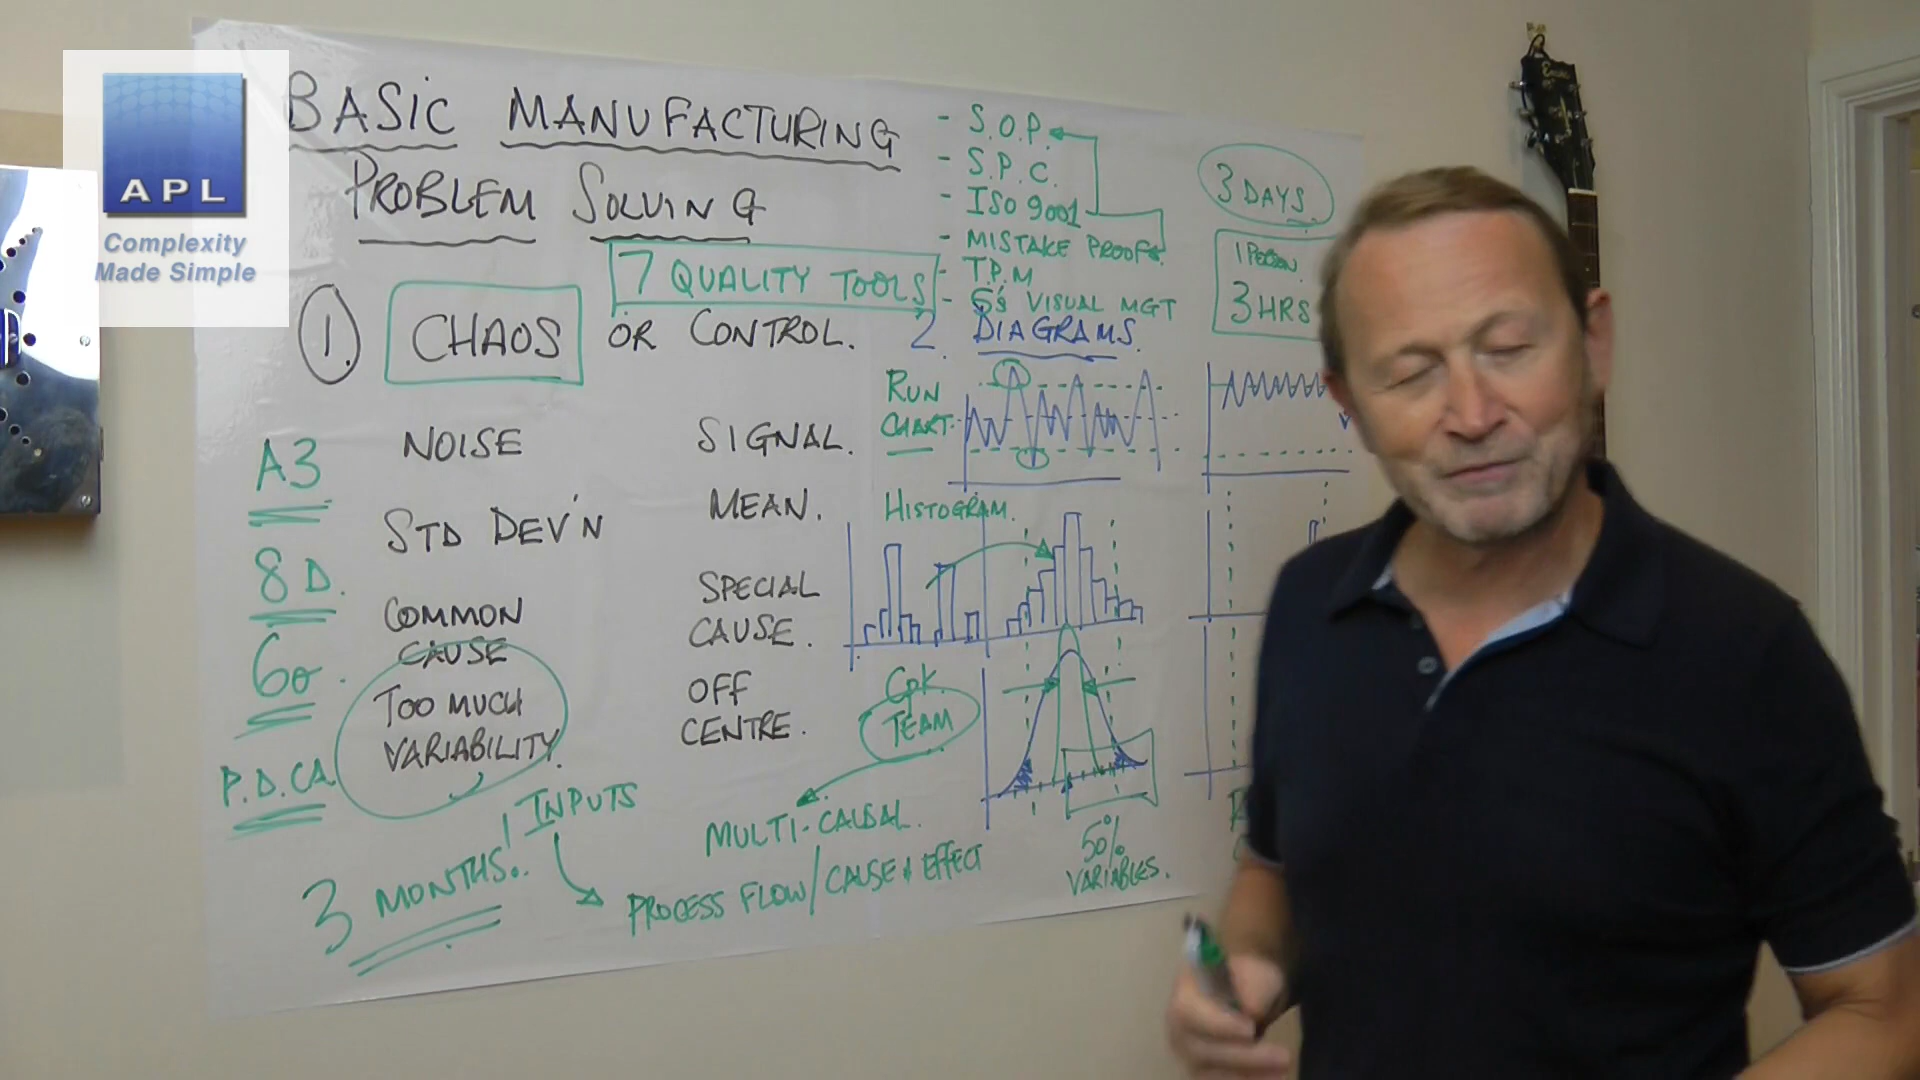 APL
Complexity
Made Simple
BASIC MANUFACTURING
PROBLEM SOLVING
- S.O.P.
- S.P.C.
- ISO 9001
- MISTAKE PROOF
- T.P.M
- 5's VISUAL MGT
3 DAYS
1 PERSON.
3 HRS
7 QUALITY TOOLS
1. CHAOS OR CONTROL.
2. DIAGRAMS.
RUN
CHART
A3
NOISE
SIGNAL.
8D.
STD DEV'N
MEAN.
HISTOGRAM.
6σ.
COMMON
CAUSE
SPECIAL
CAUSE.
P.D.CA
TOO MUCH
VARIABILITY.
OFF
CENTRE.
Cpk.
TEAM
INPUTS
MULTI-CAUSAL.
50%
VARIABLES.
3 MONTHS.
PROCESS FLOW/CAUSE & EFFECT